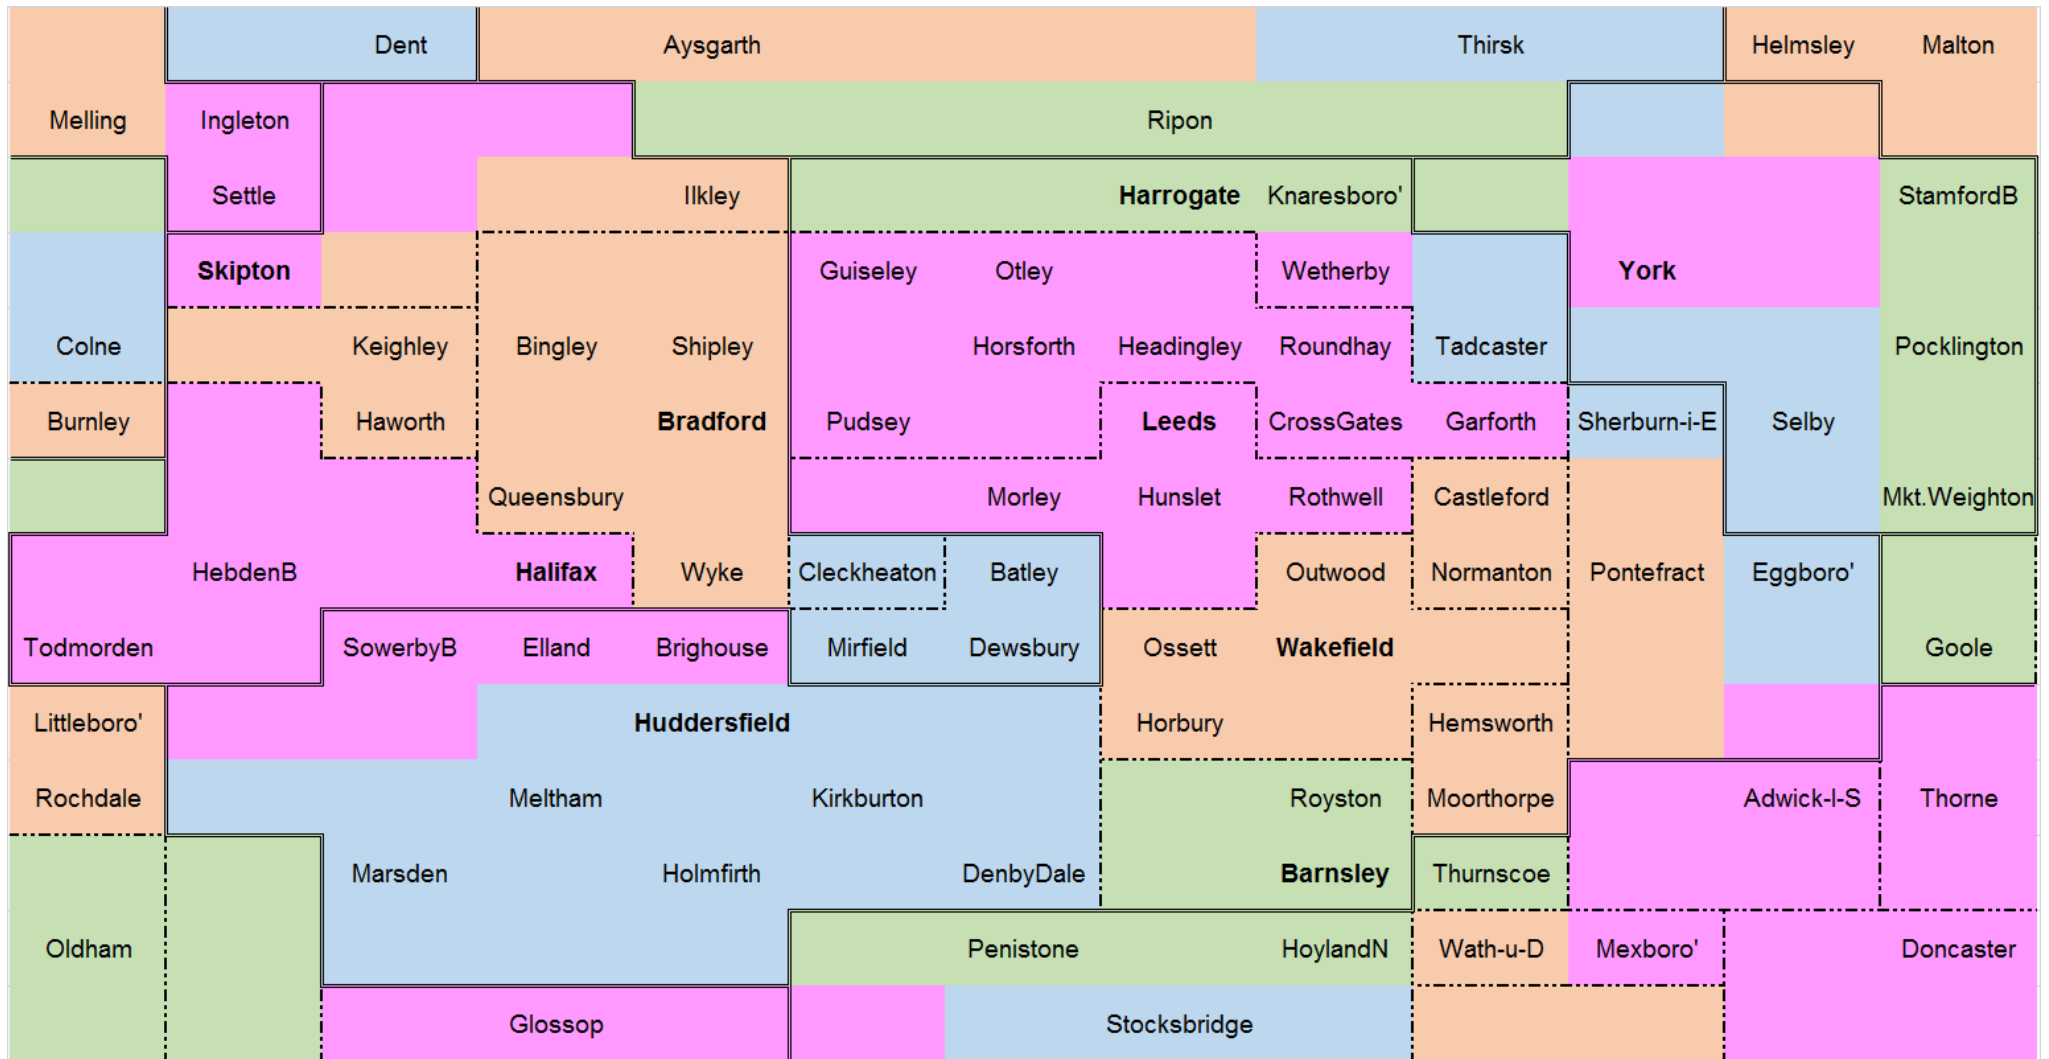 Dent Aysgarth Thirsk Helmsley Malton
Melling Ingleton Ripon
Settle Ilkley Harrogate Knaresboro' StamfordB
Skipton Guiseley Otley Wetherby York
Colne Keighley Bingley Shipley Horsforth Headingley Roundhay Tadcaster Pocklington
Burnley Haworth Bradford Pudsey Leeds CrossGates Garforth Sherburn-i-E Selby
Queensbury Morley Hunslet Rothwell Castleford Mkt.Weighton
HebdenB Halifax Wyke Cleckheaton Batley Outwood Normanton Pontefract Eggboro'
Todmorden SowerbyB Elland Brighouse Mirfield Dewsbury Ossett Wakefield Goole
Littleboro' Huddersfield Horbury Hemsworth
Rochdale Meltham Kirkburton Royston Moorthorpe Adwick-l-S Thorne
Marsden Holmfirth DenbyDale Barnsley Thurnscoe
Oldham Penistone HoylandN Wath-u-D Mexboro' Doncaster
Glossop Stocksbridge